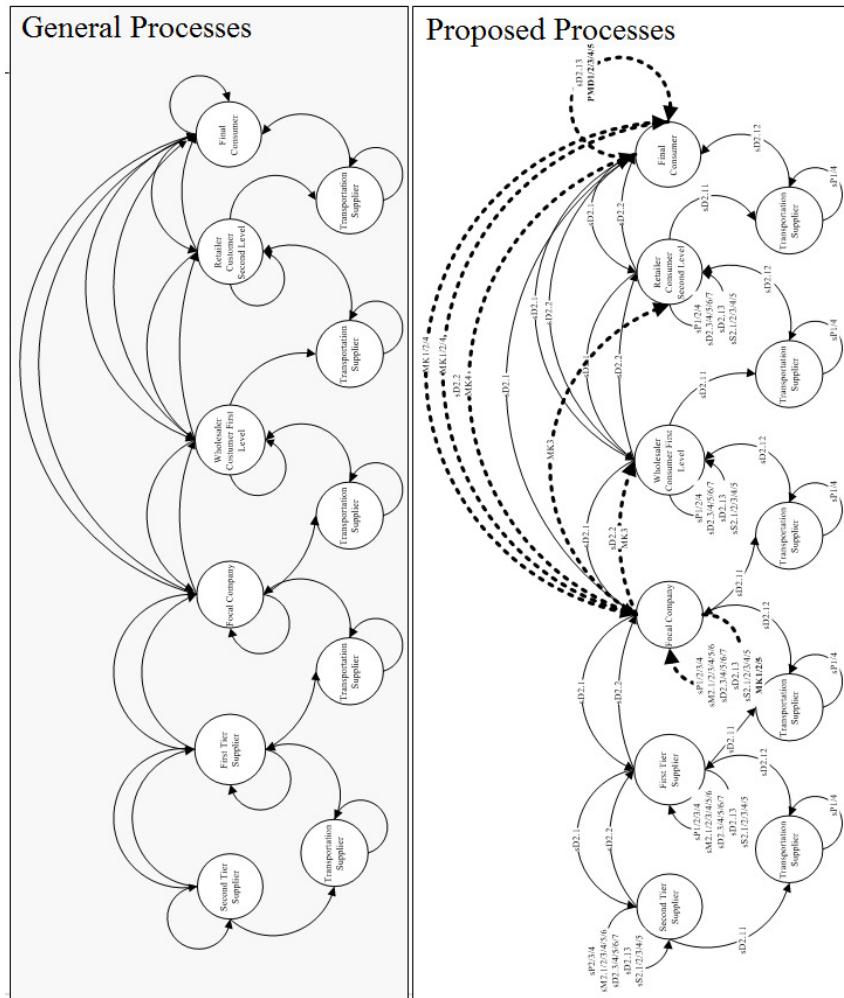 General Processes
Final
Consumer
Transportation
Supplier
Retailer
Customer
Second Level
Transportation
Supplier
Wholesaler
Costumer First
Level
Transportation
Supplier
Focal Company
Transportation
Supplier
First Tier
Supplier
Transportation
Supplier
Second Tier
Supplier
Proposed Processes
sD2.13
PMD1/2/3/4/5
Final
Consumer
sD2.12
sP1/4
Transportation
Supplier
sD2.11
sD2.1
sD2.2
Retailer
Consumer
Second Level
sP1/2/4
sD2.3/4/5/6/7
sD2.13
sS2.1/2/3/4/5
sD2.12
sP1/4
Transportation
Supplier
sD2.11
sD2.1
sD2.2
sD2.1
sD2.2
Wholesaler
Consumer First
Level
sP1/2/4
sD2.3/4/5/6/7
sD2.13
sS2.1/2/3/4/5
sD2.12
sP1/4
Transportation
Supplier
sD2.11
MK1/2/4
MK1/2/4
sD2.2
MK4
sD2.1
MK3
sD2.1
sD2.2
MK3
Focal Company
sP1/2/3/4
sM2.1/2/3/4/5/6
sD2.3/4/5/6/7
sD2.13
sS2.1/2/3/4/5
MK1/2/5
sD2.12
sP1/4
Transportation
Supplier
sD2.11
sD2.1
sD2.2
First Tier
Supplier
sP1/2/3/4
sM2.1/2/3/4/5/6
sD2.3/4/5/6/7
sD2.13
sS2.1/2/3/4/5
sD2.12
sP1/4
Transportation
Supplier
sD2.11
sD2.1
sD2.2
Second Tier
Supplier
sP2/3/4
sM2.1/2/3/4/5/6
sD2.3/4/5/6/7
sD2.13
sS2.1/2/3/4/5